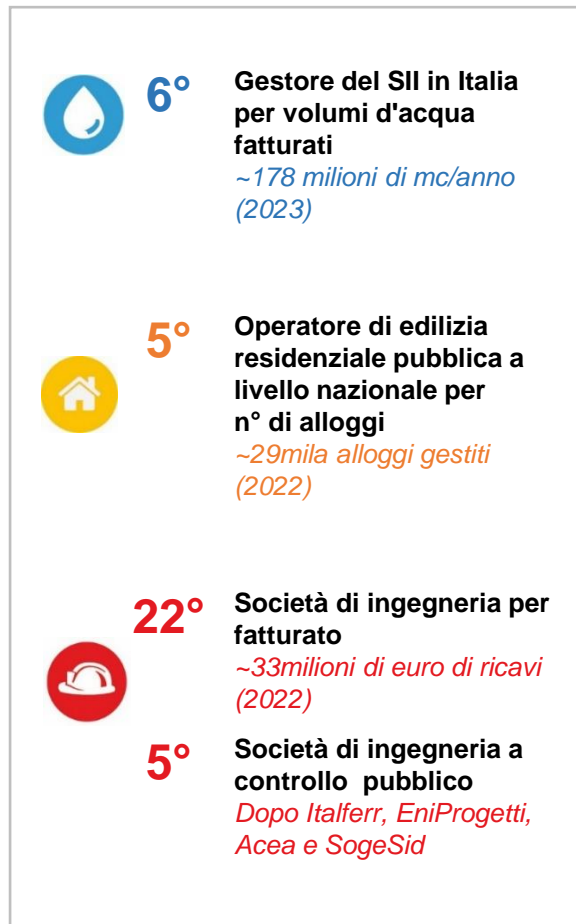 6°
Gestore del SII in Italia
per volumi d'acqua
fatturati
~178 milioni di mc/anno
(2023)
5°
Operatore di edilizia
residenziale pubblica a
livello nazionale per
n° di alloggi
~29mila alloggi gestiti
(2022)
22°
Società di ingegneria per
fatturato
~33milioni di euro di ricavi
(2022)
5°
Società di ingegneria a
controllo pubblico
Dopo Italferr, EniProgetti,
Acea e SogeSid